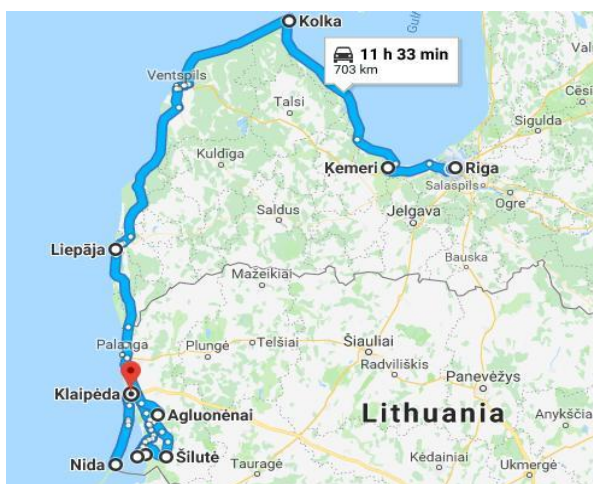 Kolka
Gulf
11 h 33 min
703 km
Ventspils
Talsi
Cēsi
Sigulda
Kuldīga
Ķemeri
Riga
Salaspils
Ogre
Jelgava
Saldus
Liepāja
Bauska
Mažeikiai
Palanga
Plungė
Telšiai
Šiauliai
Radviliškis
Panevėžys
Klaipėda
Agluonėnai
Lithuania
Anykščia
Šilutė
Nida
Tauragė
Kėdainiai
Ukmergė